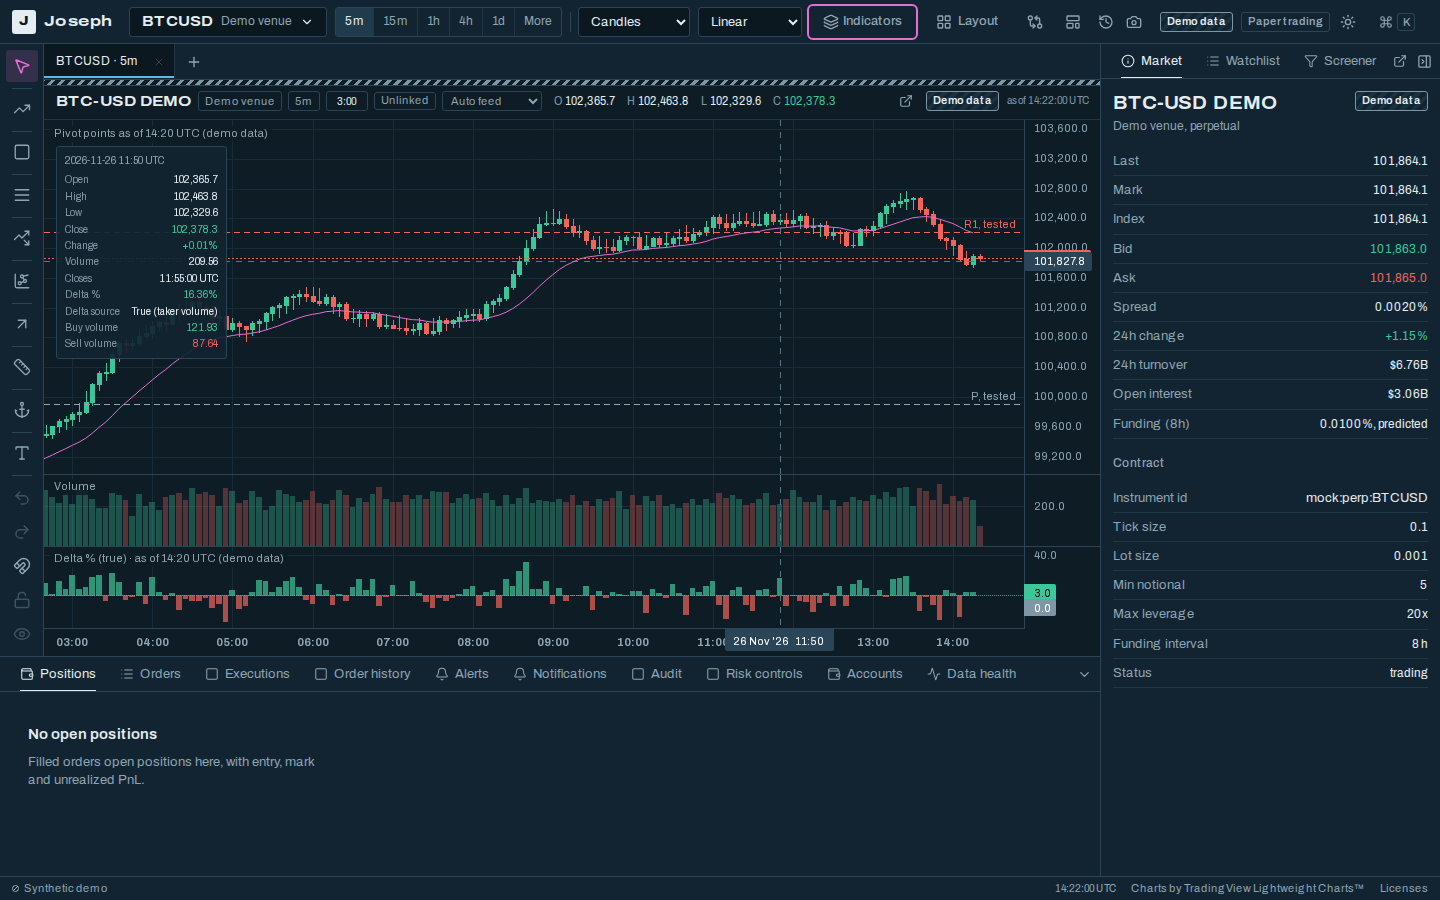 J Joseph BTCUSD Demo venue 5m 15m 1h 4h 1d More Candles Linear Indicators Layout Demo data Paper trading ⌘ K
BTCUSD · 5m × +
Market Watchlist Screener
BTC-USD DEMO Demo venue 5m 3:00 Unlinked Auto feed O 102,365.7 H 102,463.8 L 102,329.6 C 102,378.3 Demo data as of 14:22:00 UTC
Pivot points as of 14:20 UTC (demo data)
2026-11-26 11:50 UTC
Open 102,365.7
High 102,463.8
Low 102,329.6
Close 102,378.3
Change +0.01%
Volume 209.56
Closes 11:55:00 UTC
Delta % 16.36%
Delta source True (taker volume)
Buy volume 121.93
Sell volume 87.64
R1, tested
P, tested
103,600.0
103,200.0
102,800.0
102,400.0
102,000.0
101,827.8
101,600.0
101,200.0
100,800.0
100,400.0
100,000.0
99,600.0
99,200.0
Volume
200.0
Delta % (true) · as of 14:20 UTC (demo data)
40.0
3.0
0.0
03:00 04:00 05:00 06:00 07:00 08:00 09:00 10:00 11:00 26 Nov '26 11:50 13:00 14:00
BTC-USD DEMO Demo data
Demo venue, perpetual
Last 101,864.1
Mark 101,864.1
Index 101,864.1
Bid 101,863.0
Ask 101,865.0
Spread 0.0020%
24h change +1.15%
24h turnover $6.76B
Open interest $3.06B
Funding (8h) 0.0100%, predicted
Contract
Instrument id mock:perp:BTCUSD
Tick size 0.1
Lot size 0.001
Min notional 5
Max leverage 20x
Funding interval 8h
Status trading
Positions Orders Executions Order history Alerts Notifications Audit Risk controls Accounts Data health
No open positions
Filled orders open positions here, with entry, mark
and unrealized PnL.
Synthetic demo 14:22:00 UTC Charts by TradingView Lightweight Charts™ Licenses